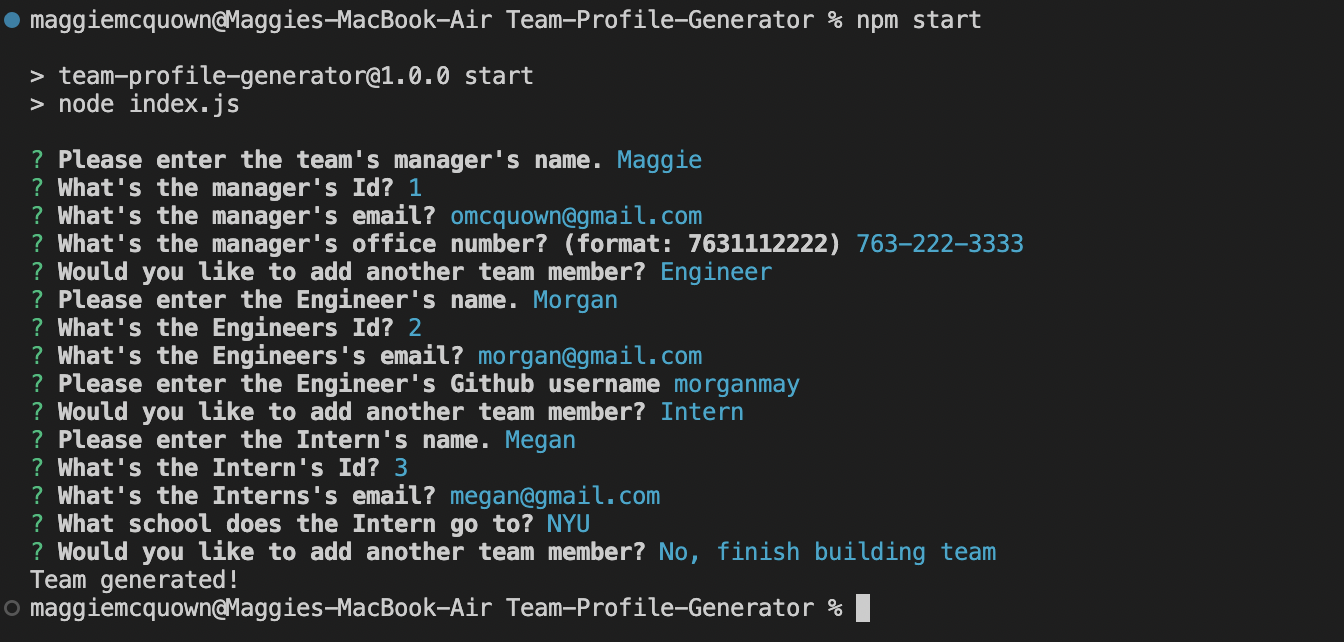 maggiemcquown@Maggies-MacBook-Air Team-Profile-Generator % npm start
> team-profile-generator@1.0.0 start
> node index.js
? Please enter the team's manager's name. Maggie
? What's the manager's Id? 1
? What's the manager's email? omcquown@gmail.com
? What's the manager's office number? (format: 7631112222) 763-222-3333
? Would you like to add another team member? Engineer
? Please enter the Engineer's name. Morgan
? What's the Engineers Id? 2
? What's the Engineers's email? morgan@gmail.com
? Please enter the Engineer's Github username morganmay
? Would you like to add another team member? Intern
? Please enter the Intern's name. Megan
? What's the Intern's Id? 3
? What's the Interns's email? megan@gmail.com
? What school does the Intern go to? NYU
? Would you like to add another team member? No, finish building team
Team generated!
maggiemcquown@Maggies-MacBook-Air Team-Profile-Generator %